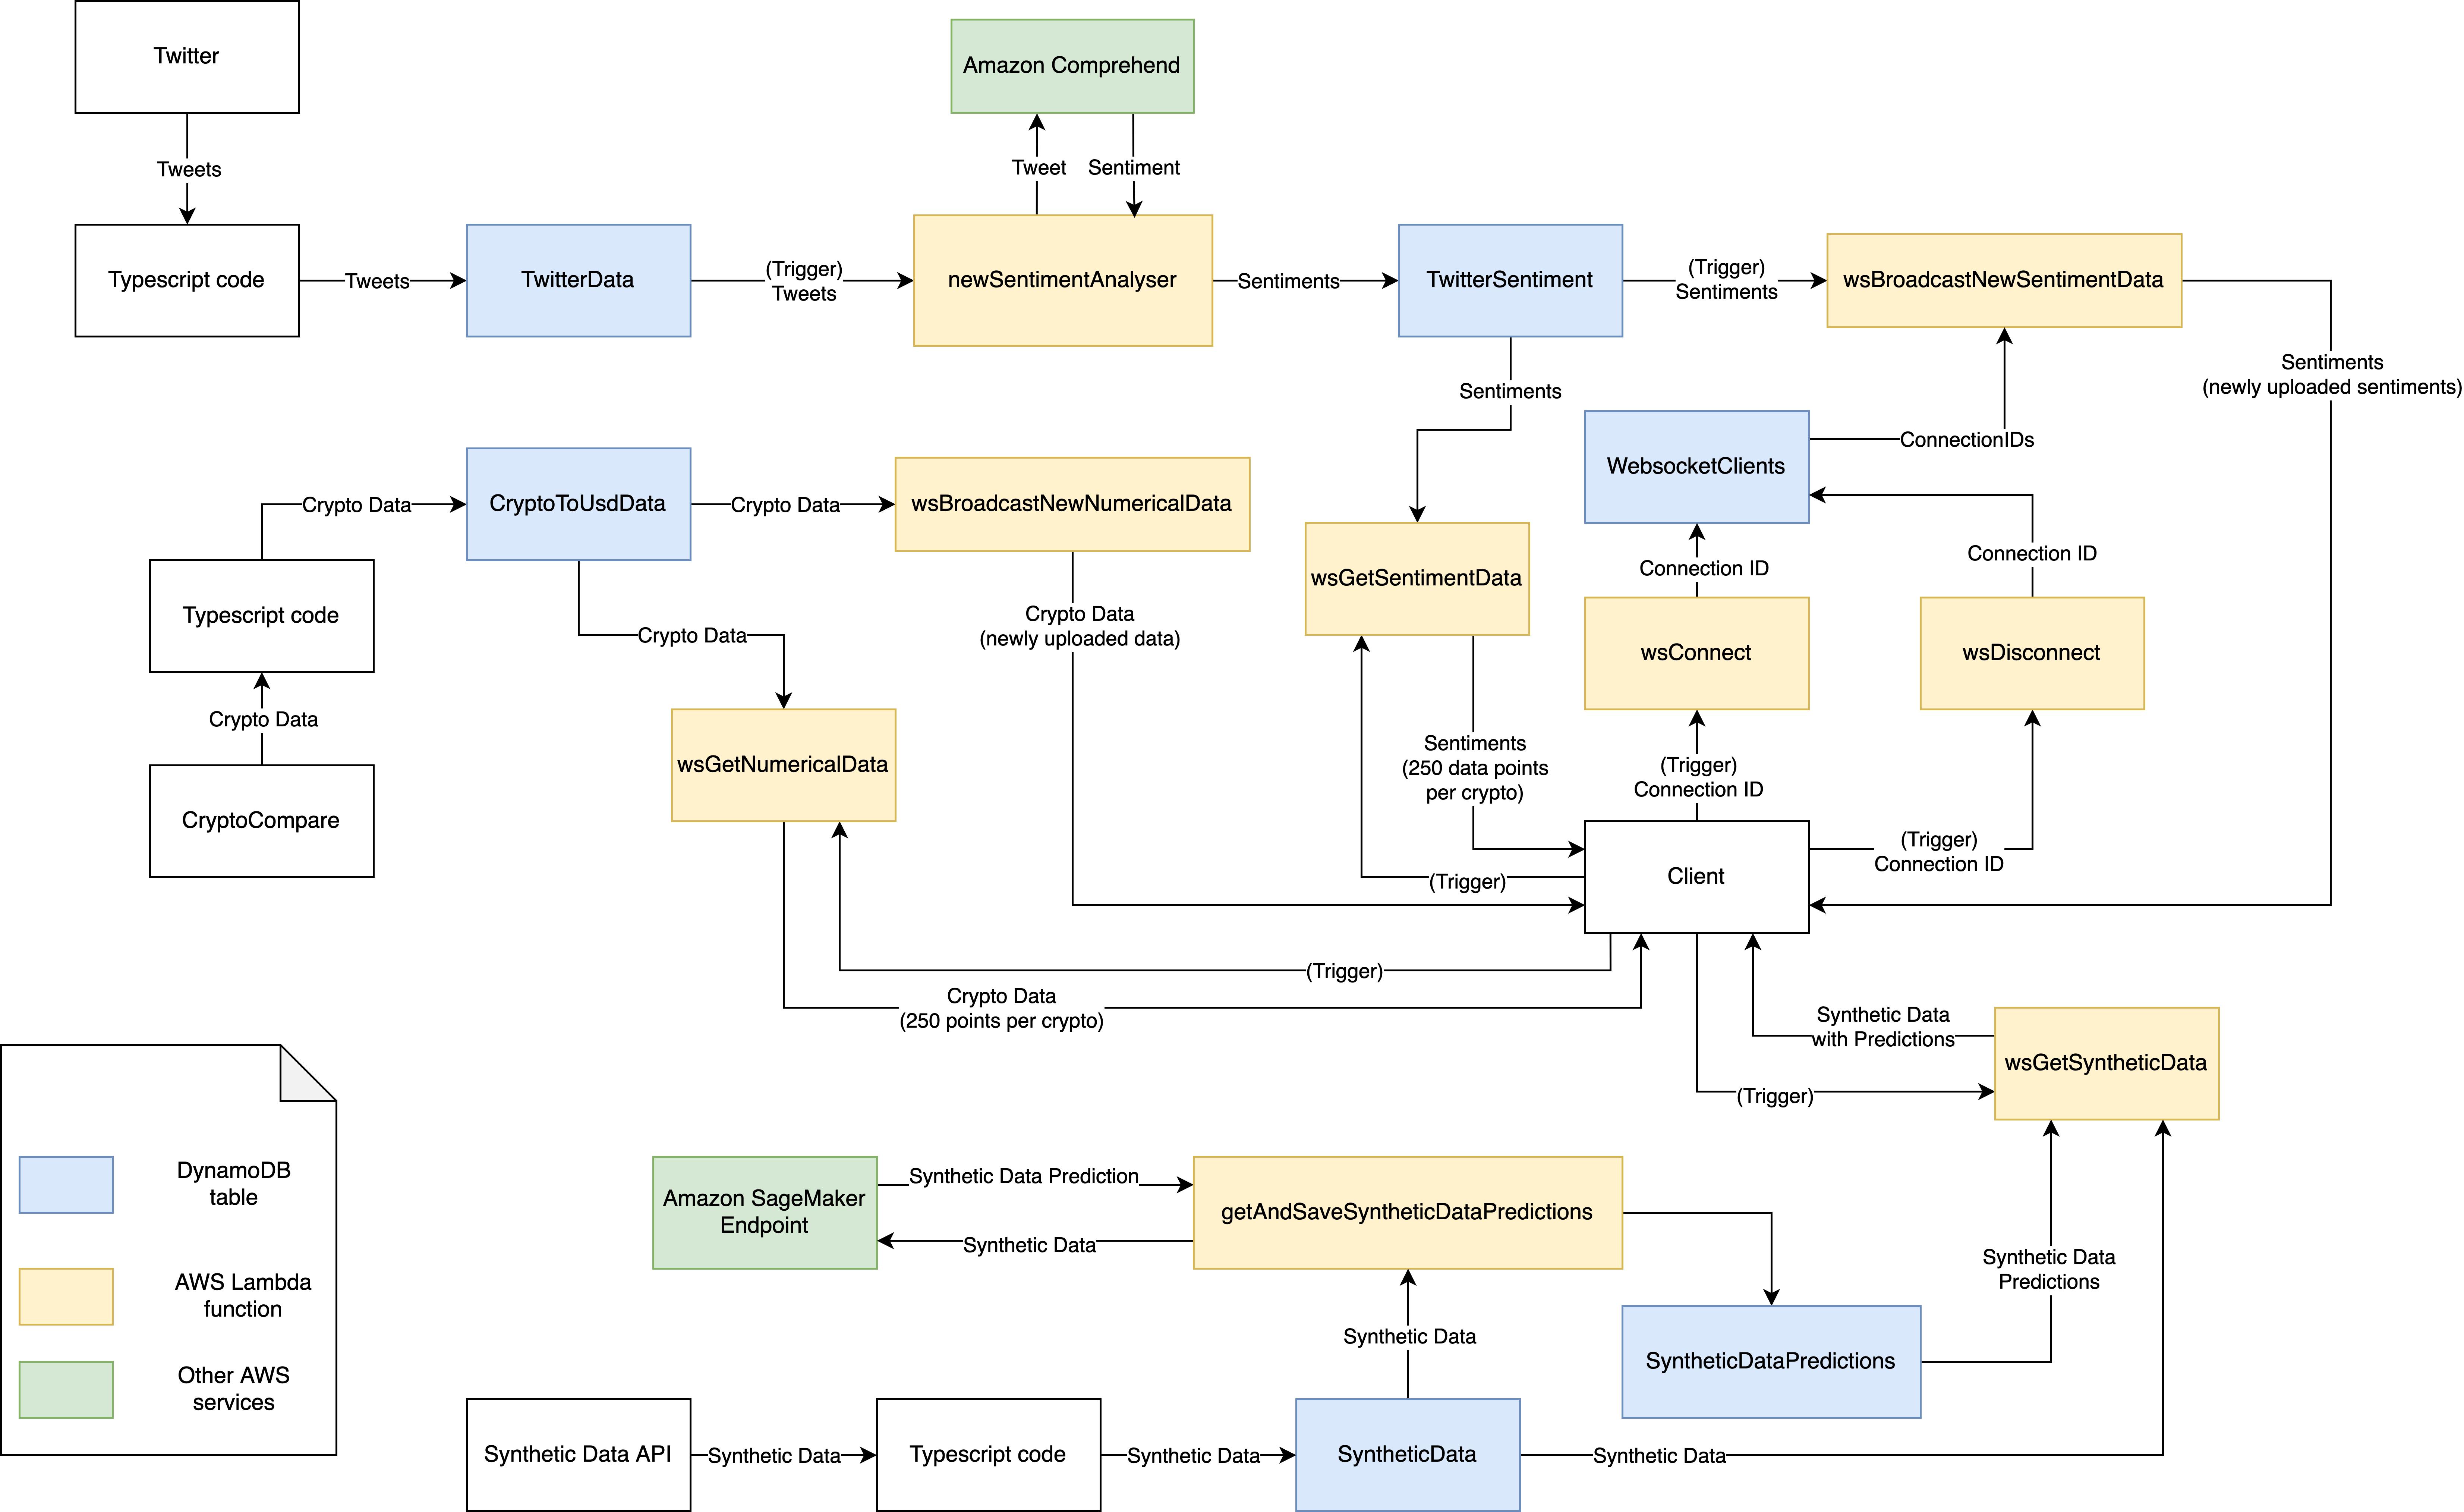 Twitter
Amazon Comprehend
Tweets
Tweet
Sentiment
Typescript code
Tweets
TwitterData
(Trigger)
Tweets
newSentimentAnalyser
Sentiments
TwitterSentiment
(Trigger)
Sentiments
wsBroadcastNewSentimentData
Sentiments
(newly uploaded sentiments)
Sentiments
ConnectionIDs
WebsocketClients
Crypto Data
CryptoToUsdData
Crypto Data
wsBroadcastNewNumericalData
Connection ID
Connection ID
wsGetSentimentData
Typescript code
Crypto Data
Crypto Data
(newly uploaded data)
wsConnect
wsDisconnect
Crypto Data
wsGetNumericalData
Sentiments
(250 data points
per crypto)
(Trigger)
Connection ID
CryptoCompare
(Trigger)
Connection ID
Client
(Trigger)
(Trigger)
Crypto Data
(250 points per crypto)
Synthetic Data
with Predictions
wsGetSyntheticData
(Trigger)
DynamoDB
table
Amazon SageMaker
Endpoint
Synthetic Data Prediction
Synthetic Data
getAndSaveSyntheticDataPredictions
Synthetic Data
Predictions
AWS Lambda
function
Synthetic Data
SyntheticDataPredictions
Other AWS
services
Synthetic Data API
Synthetic Data
Typescript code
Synthetic Data
SyntheticData
Synthetic Data